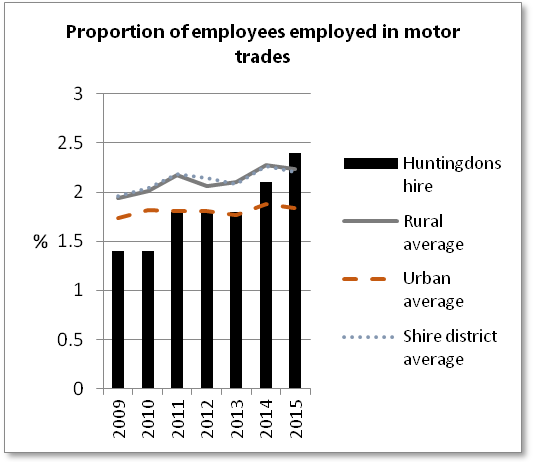 Proportion of employees employed in motor
trades
3
2.5
2
1.5
1
0.5
0
%
2009
2010
2011
2012
2013
2014
2015
Huntingdons
hire
Rural
average
Urban
average
Shire district
average